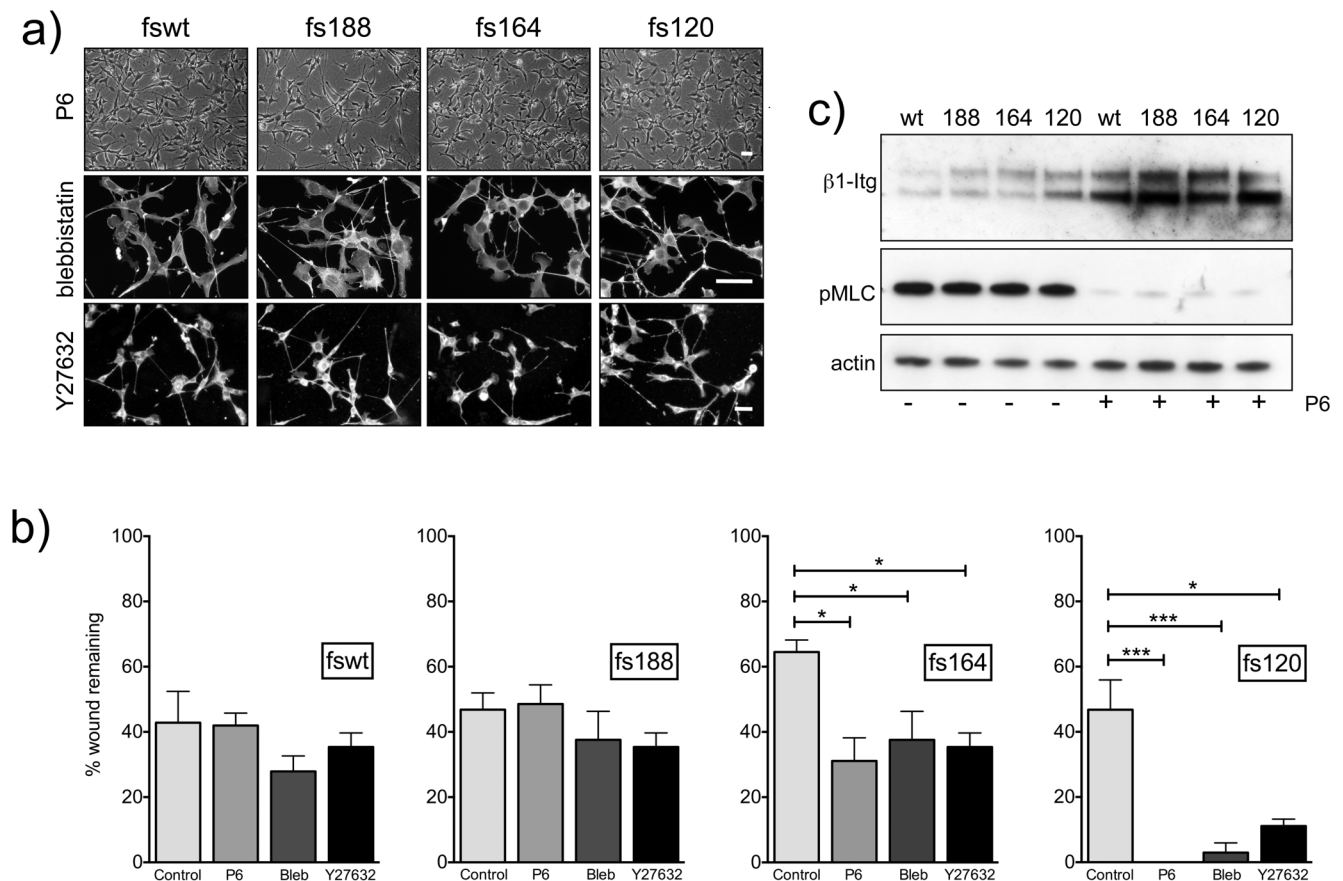 a)
fswt fs188 fs164 fs120
P6
blebbistatin
Y27632
c)
wt 188 164 120 wt 188 164 120
β1-Itg
pMLC
actin
- - - - + + + + P6
b)
% wound remaining
100
80
60
40
20
0
fswt
Control P6 Bleb Y27632
100
80
60
40
20
0
fs188
Control P6 Bleb Y27632
100
80
60
40
20
0
*
*
*
fs164
Control P6 Bleb Y27632
100
80
60
40
20
0
*
***
***
fs120
Control P6 Bleb Y27632